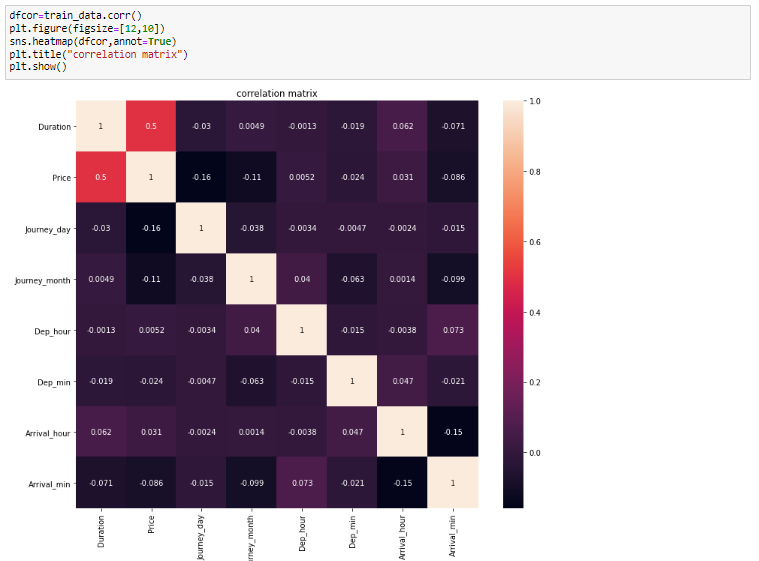 dfcor=train_data.corr()
plt.figure(figsize=[12,10])
sns.heatmap(dfcor,annot=True)
plt.title("correlation matrix")
plt.show()
correlation matrix
Duration 1 0.5 -0.03 0.0049 -0.0013 -0.019 0.062 -0.071
Price 0.5 1 -0.16 -0.11 0.0052 -0.024 0.031 -0.086
Journey_day -0.03 -0.16 1 -0.038 -0.0034 -0.0047 -0.0024 -0.015
Journey_month 0.0049 -0.11 -0.038 1 0.04 -0.063 0.0014 -0.099
Dep_hour -0.0013 0.0052 -0.0034 0.04 1 -0.015 -0.0038 0.073
Dep_min -0.019 -0.024 -0.0047 -0.063 -0.015 1 0.047 -0.021
Arrival_hour 0.062 0.031 -0.0024 0.0014 -0.0038 0.047 1 -0.15
Arrival_min -0.071 -0.086 -0.015 -0.099 0.073 -0.021 -0.15 1
Duration
Price
Journey_day
rney_month
Dep_hour
Dep_min
Arrival_hour
Arrival_min
1.0
0.8
0.6
0.4
0.2
0.0